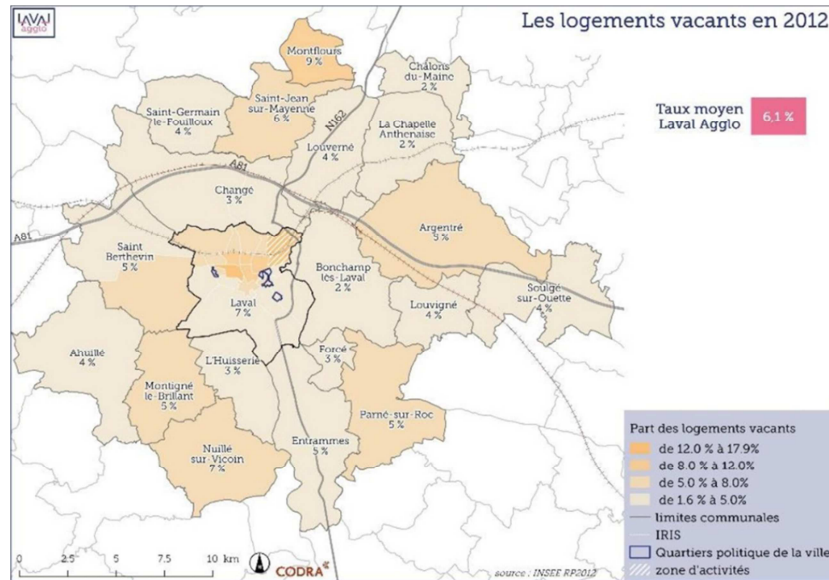 LAVAL
agglo
Les logements vacants en 2012
Taux moyen
Laval Agglo
6,1 %
Montflours
9 %
Châlons
du-Maine
2 %
Saint-Jean
sur-Mayenne
6 %
Saint-Germain
le-Fouilloux
4 %
N162
La Chapelle
Anthenaise
2 %
Louverné
4 %
A81
Changé
3 %
Argentré
5 %
A81
Saint
Berthevin
5 %
Bonchamp
lès-Laval
2 %
Laval
7 %
Louvigné
4 %
Soulgé
sur-Ouette
4 %
Ahuillé
4 %
L'Huisserie
3 %
Forcé
3 %
Montigné
le-Brillant
5 %
Parné-sur-Roc
5 %
Nuillé
sur-Vicoin
7 %
Entrammes
5 %
Part des logements vacants
de 12.0 % à 17.9%
de 8.0 % à 12.0%
de 5.0 % à 8.0%
de 1.6 % à 5.0%
limites communales
IRIS
Quartiers politique de la ville
zone d'activités
0 2.5 5 7.5 10 km
CODRA
source : INSEE RP2012